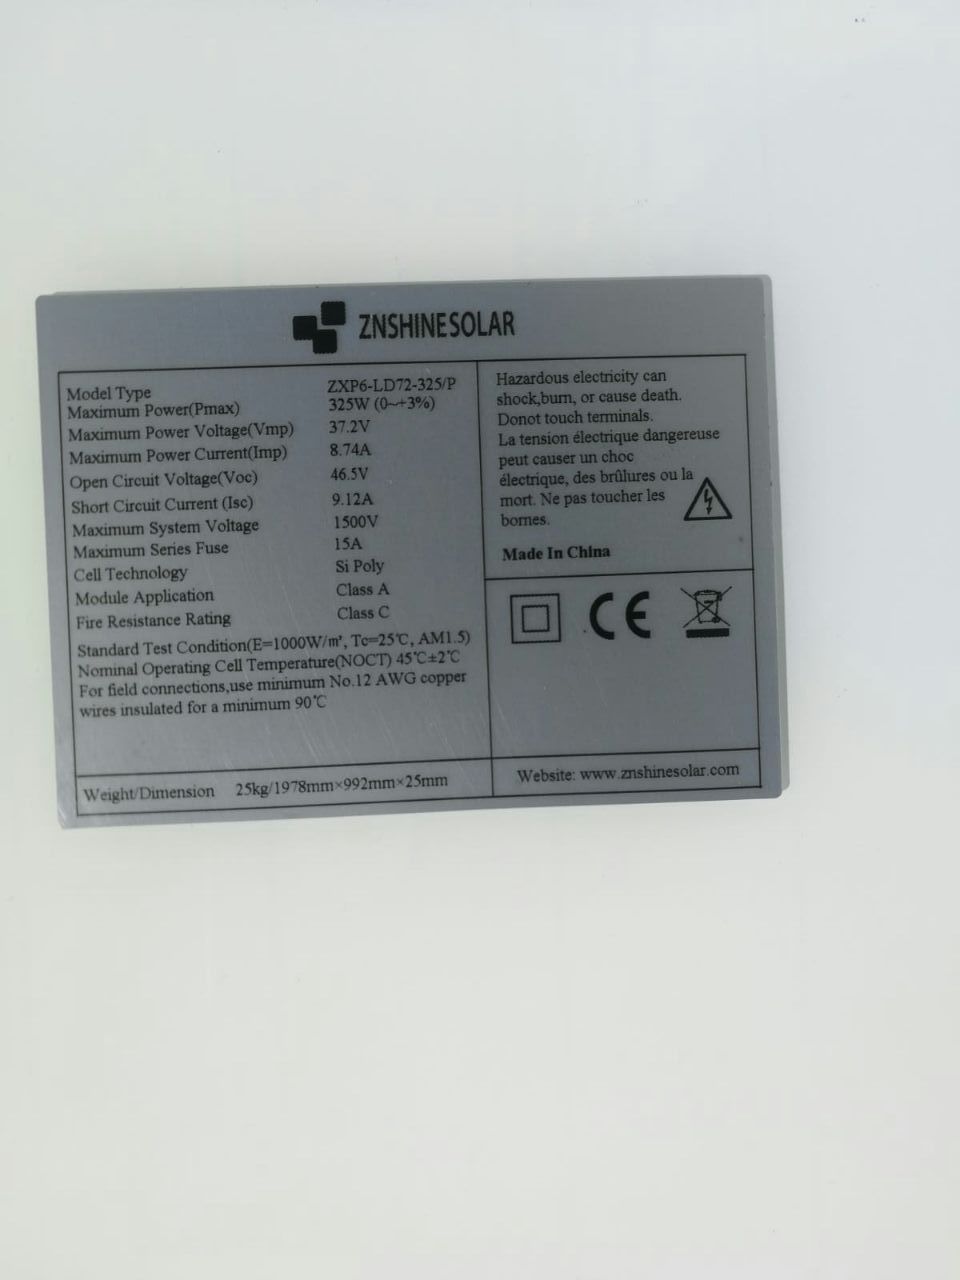 ZNSHINESOLAR
Model Type ZXP6-LD72-325/P
Maximum Power(Pmax) 325W (0~+3%)
Maximum Power Voltage(Vmp) 37.2V
Maximum Power Current(Imp) 8.74A
Open Circuit Voltage(Voc) 46.5V
Short Circuit Current (Isc) 9.12A
Maximum System Voltage 1500V
Maximum Series Fuse 15A
Cell Technology Si Poly
Module Application Class A
Fire Resistance Rating Class C
Standard Test Condition(E=1000W/㎡, Tc=25℃, AM1.5)
Nominal Operating Cell Temperature(NOCT) 45℃±2℃
For field connections,use minimum No.12 AWG copper
wires insulated for a minimum 90℃
Weight/Dimension 25kg/1978mm×992mm×25mm
Hazardous electricity can
shock,burn, or cause death.
Donot touch terminals.
La tension électrique dangereuse
peut causer un choc
électrique, des brûlures ou la
mort. Ne pas toucher les
bornes.
Made In China
CE
Website: www.znshinesolar.com